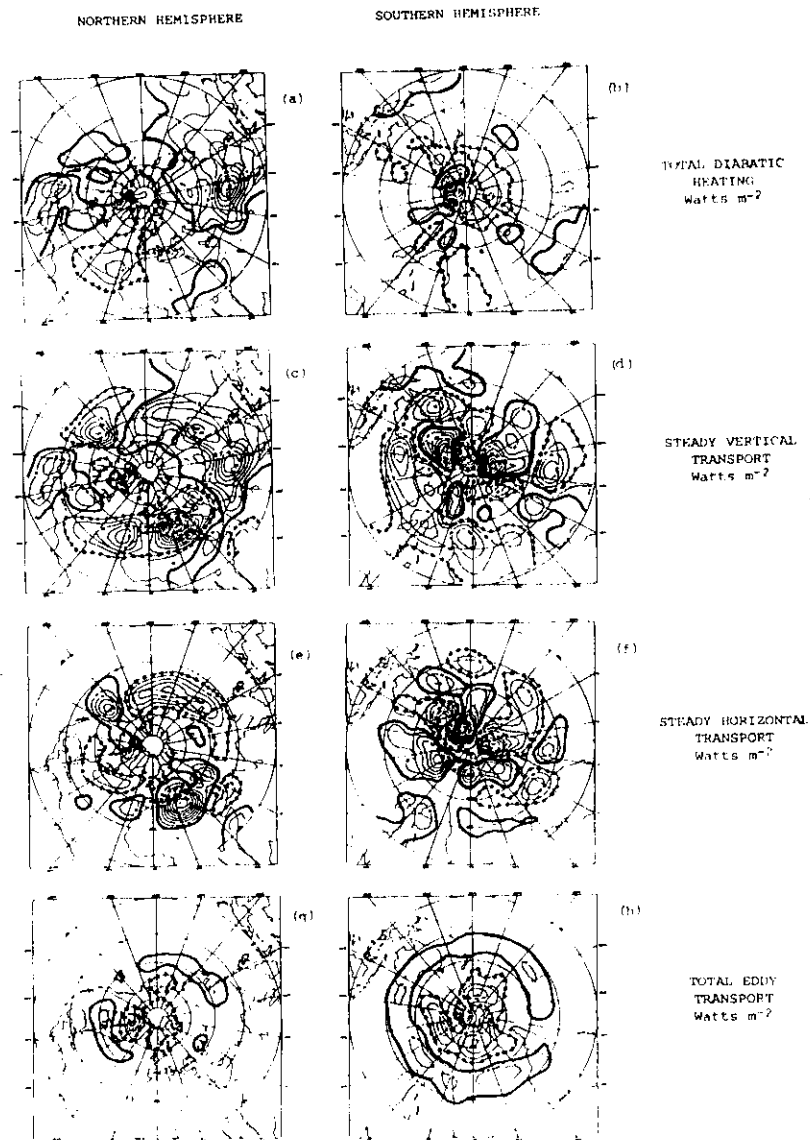 NORTHERN HEMISPHERE
SOUTHERN HEMISPHERE
(a)
(b)
TOTAL DIABATIC
HEATING
Watts m-2
(c)
(d)
STEADY VERTICAL
TRANSPORT
Watts m-2
(e)
(f)
STEADY HORIZONTAL
TRANSPORT
Watts m-2
(g)
(h)
TOTAL EDDY
TRANSPORT
Watts m-2